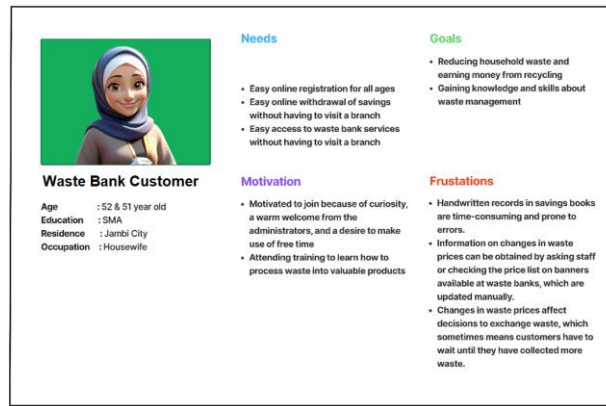 Waste Bank Customer
Age : 52 & 51 year old
Education : SMA
Residence : Jambi City
Occupation : Housewife
Needs
• Easy online registration for all ages
• Easy online withdrawal of savings
without having to visit a branch
• Easy access to waste bank services
without having to visit a branch
Goals
• Reducing household waste and
earning money from recycling
• Gaining knowledge and skills about
waste management
Motivation
• Motivated to join because of curiosity,
a warm welcome from the
administrators, and a desire to make
use of free time
• Attending training to learn how to
process waste into valuable products
Frustations
• Handwritten records in savings books
are time-consuming and prone to
errors.
• Information on changes in waste
prices can be obtained by asking staff
or checking the price list on banners
available at waste banks, which are
updated manually.
• Changes in waste prices affect
decisions to exchange waste, which
sometimes means customers have to
wait until they have collected more
waste.